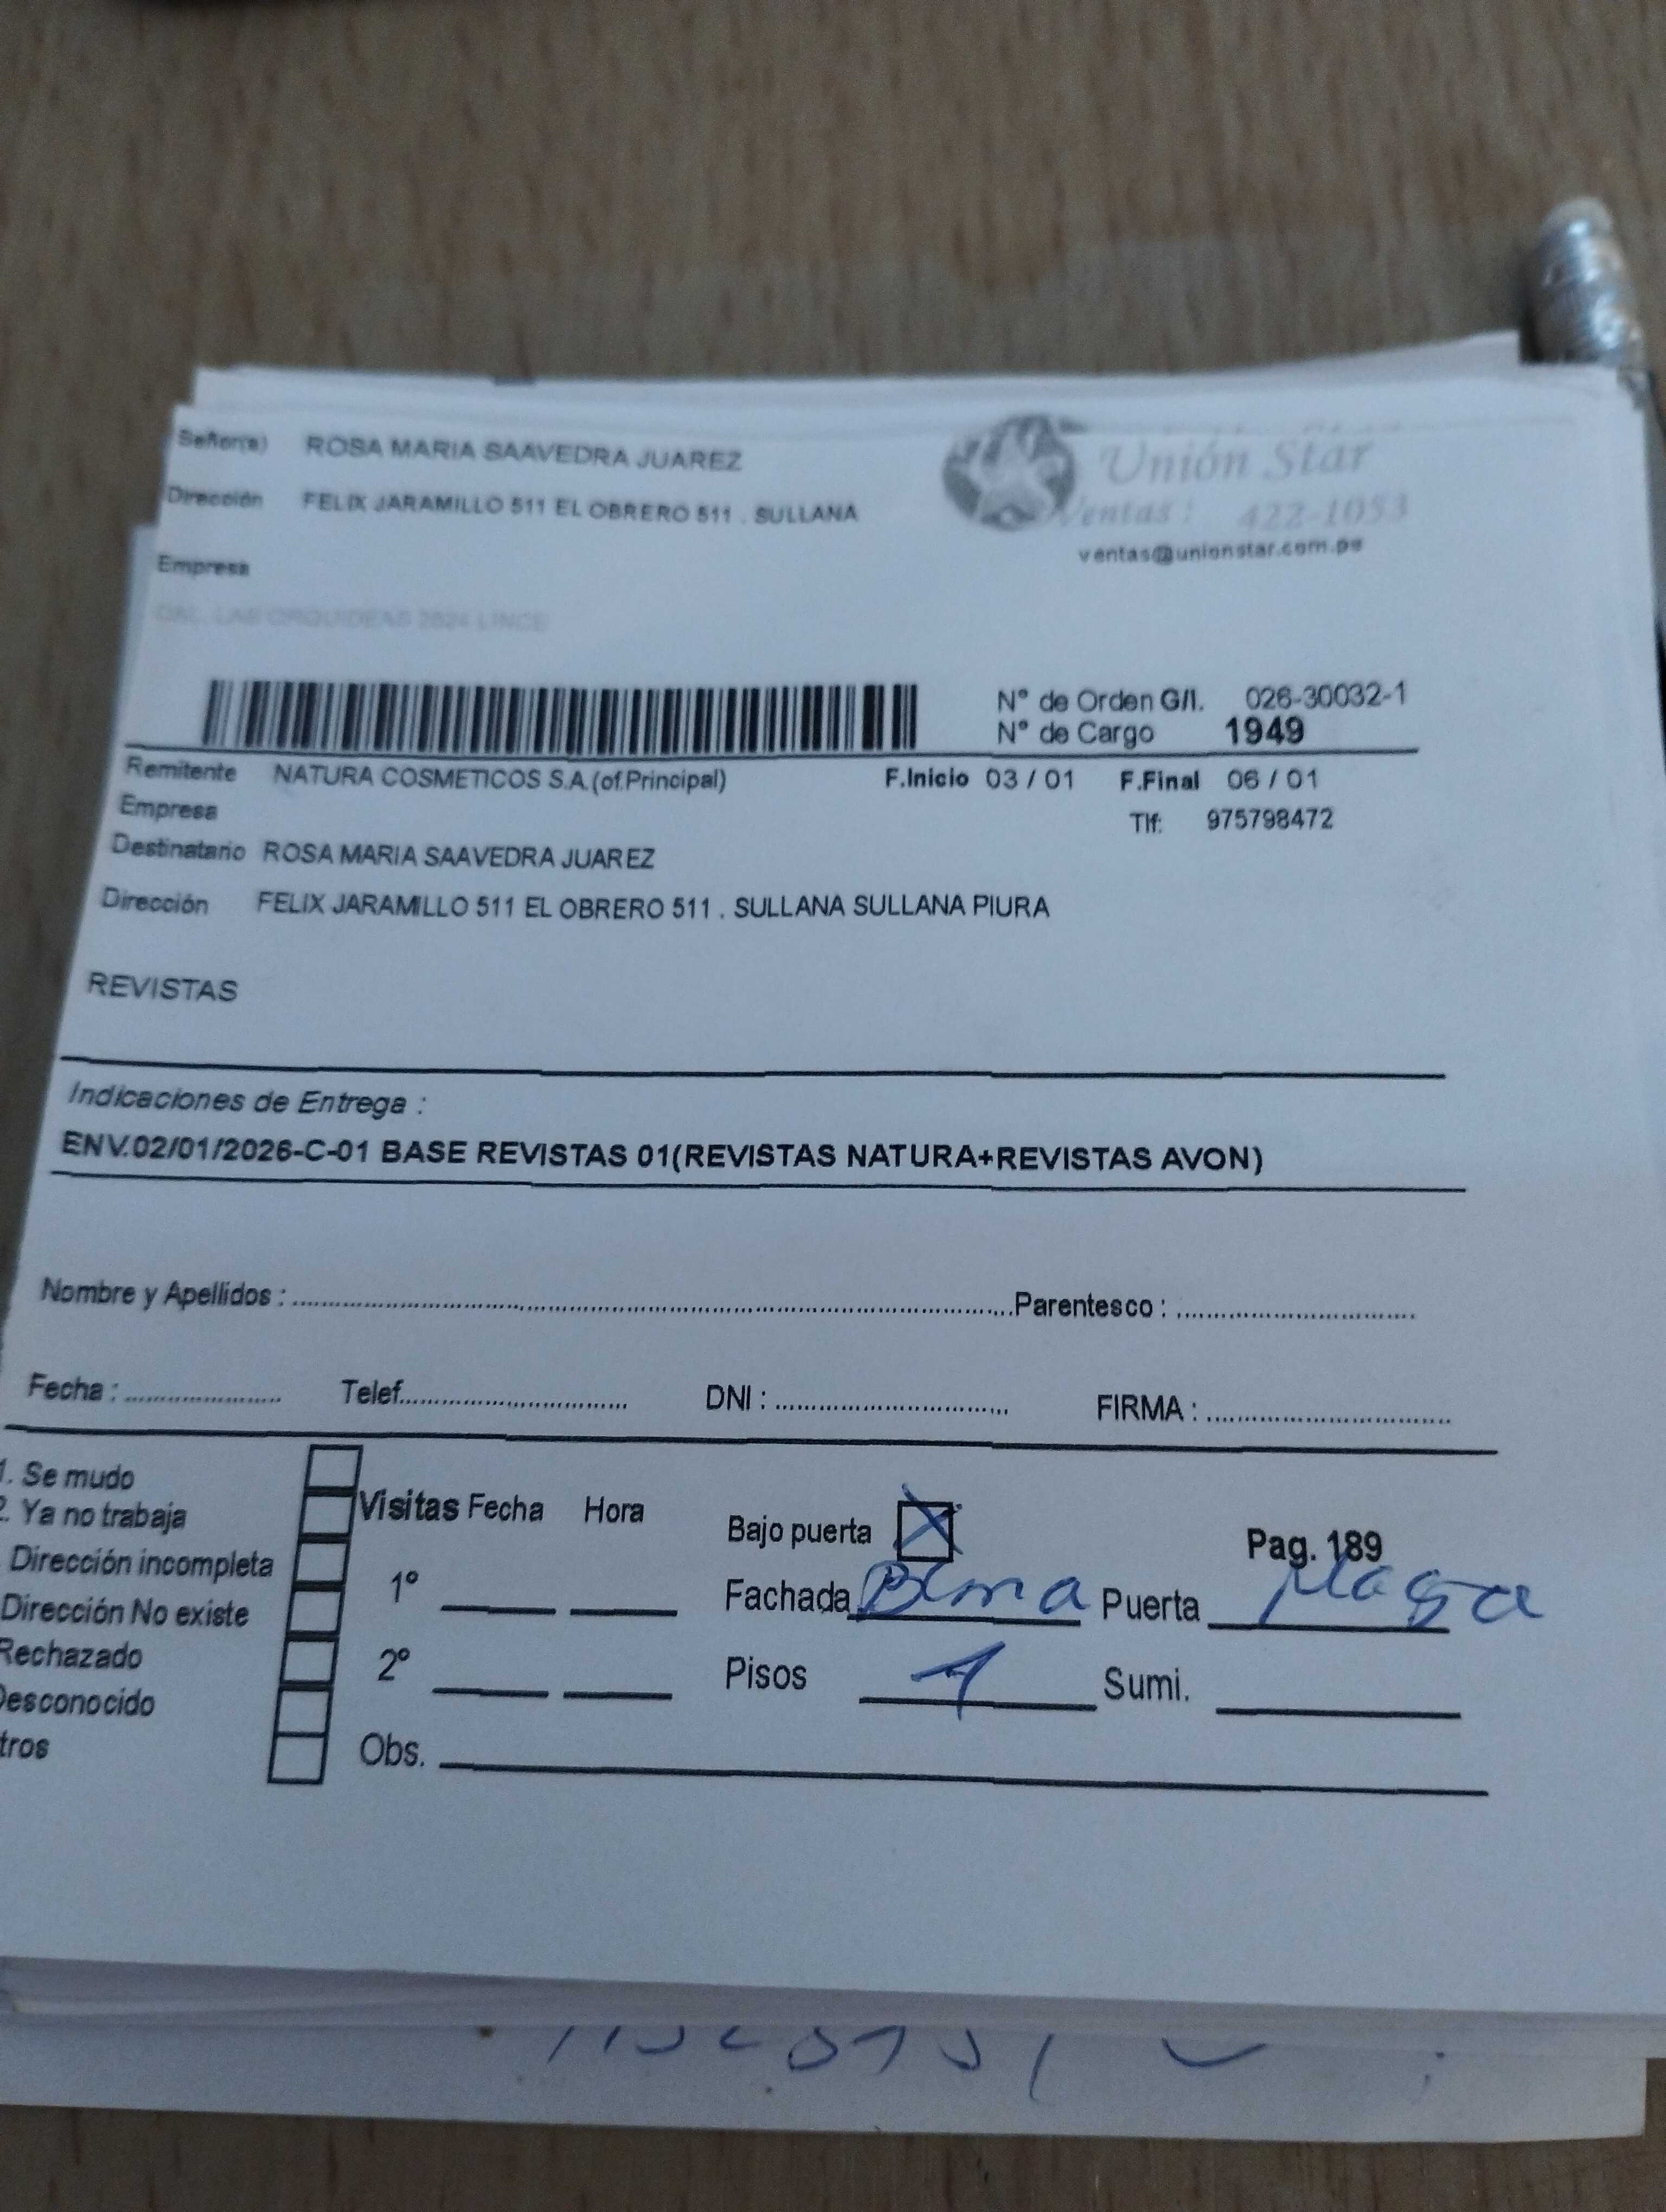 Señor(a) ROSA MARIA SAAVEDRA JUAREZ
Unión Star
Dirección FELIX JARAMILLO 511 EL OBRERO 511 . SULLANA
Ventas: 422-1053
ventas@unionstar.com.pe
Empresa
CAL. LAS ORQUIDEAS 2624 LINCE
N° de Orden G/I. 026-30032-1
N° de Cargo 1949
Remitente NATURA COSMETICOS S.A.(of.Principal) F.Inicio 03 / 01 F.Final 06 / 01
Empresa Tlf: 975798472
Destinatario ROSA MARIA SAAVEDRA JUAREZ
Dirección FELIX JARAMILLO 511 EL OBRERO 511 . SULLANA SULLANA PIURA
REVISTAS
Indicaciones de Entrega :
ENV.02/01/2026-C-01 BASE REVISTAS 01(REVISTAS NATURA+REVISTAS AVON)
Nombre y Apellidos : Parentesco :
Fecha : Telef. DNI : FIRMA :
1. Se mudo
2. Ya no trabaja
Dirección incompleta
Dirección No existe
Rechazado
Desconocido
tros
Visitas Fecha Hora
1°
2°
Obs.
Bajo puerta X Pag. 189
Fachada Puerta
Pisos 1 Sumi.